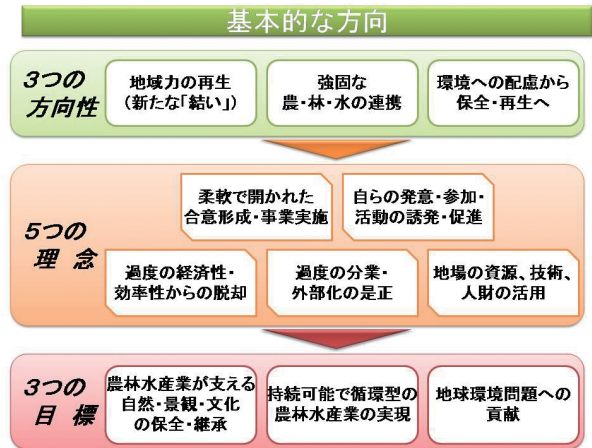 基本的な方向
3つの
方向性
地域力の再生
（新たな「結い」）
強固な
農・林・水の連携
環境への配慮から
保全・再生へ
5つの
理 念
柔軟で開かれた
合意形成・事業実施
自らの発意・参加・
活動の誘発・促進
過度の経済性・
効率性からの脱却
過度の分業・
外部化の是正
地場の資源、技術、
人財の活用
3つの
目 標
農林水産業が支える
自然・景観・文化
の保全・継承
持続可能で循環型の
農林水産業の実現
地球環境問題への
貢献